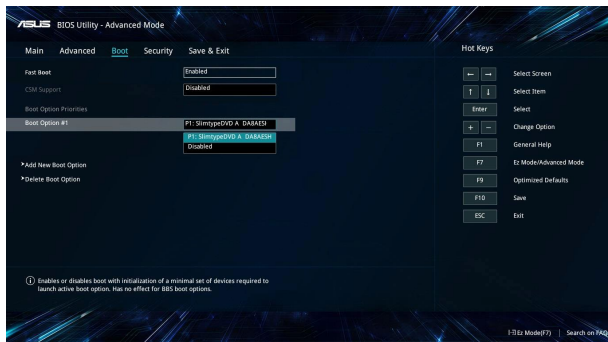 ASUS BIOS Utility - Advanced Mode
Main Advanced Boot Security Save & Exit
Hot Keys
Fast Boot Enabled
CSM Support Disabled
Boot Option Priorities
Boot Option #1 P1: SlimtypeDVD A DA8AESI
P1: SlimtypeDVD A DA8AESH
Disabled
Add New Boot Option
Delete Boot Option
← → Select Screen
↑ ↓ Select Item
Enter Select
+ − Change Option
F1 General Help
F7 Ez Mode/Advanced Mode
F9 Optimized Defaults
F10 Save
ESC Exit
Enables or disables boot with initialization of a minimal set of devices required to
launch active boot option. Has no effect for BBS boot options.
Ez Mode(F7) | Search on FAQ